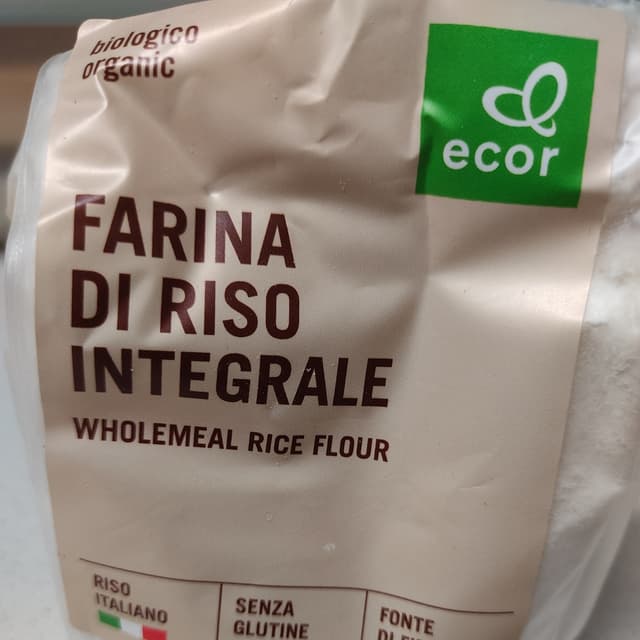 biologico
organic
ecor
FARINA
DI RISO
INTEGRALE
WHOLEMEAL RICE FLOUR
RISO
ITALIANO
SENZA
GLUTINE
FONTE